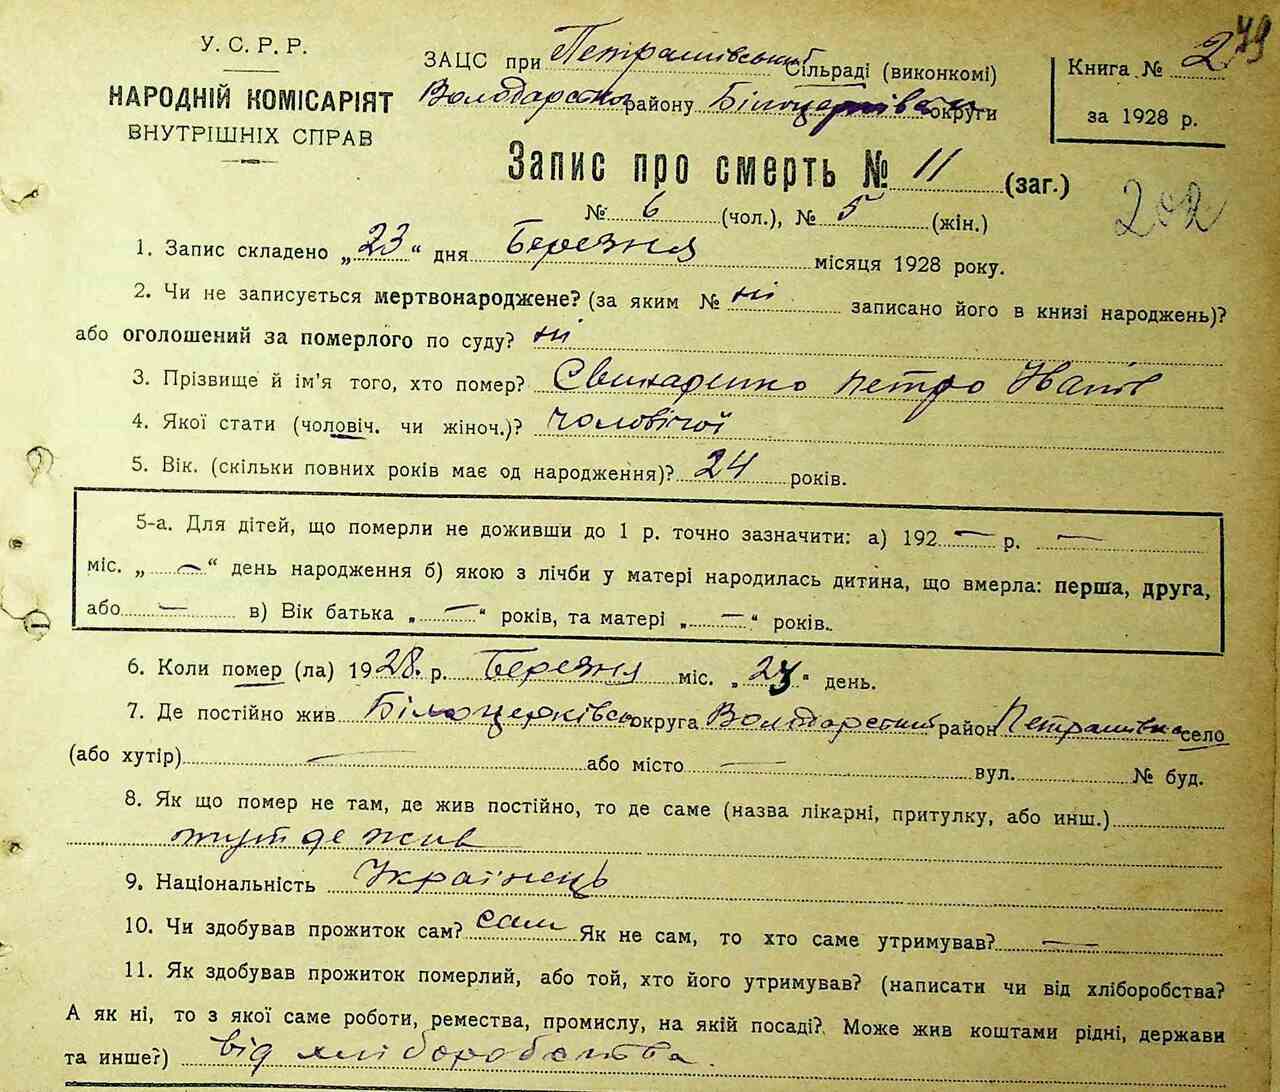 У. С. Р. Р.
НАРОДНІЙ КОМІСАРІЯТ
ВНУТРІШНІХ СПРАВ
ЗАЦС при Петрашівський Сільраді (виконкомі)
Володарсько району Білоцерківськ округи
Книга № 2 79
за 1928 р.
Запис про смерть № 11 (заг.)
№ 6 (чол.), № 5 (жін.)
202
1. Запис складено „23“ дня Березня місяця 1928 року.
2. Чи не записується мертвонароджене? (за яким № ні записано його в книзі народжень)?
або оголошений за померлого по суду? ні
3. Прізвище й ім'я того, хто помер? Свинаренко Петро Іванів
4. Якої стати (чоловіч. чи жіноч.)? чоловічої
5. Вік. (скільки повних років має од народження)? 24 років.
5-а. Для дітей, що померли не доживши до 1 р. точно зазначити: а) 192 — р. —
міс. „ — “ день народження б) якою з лічби у матері народилась дитина, що вмерла: перша, друга,
або — в) Вік батька „ — “ років, та матері „ — “ років.
6. Коли помер (ла) 1928. р. Березня міс. „23“ день.
7. Де постійно жив Білоцерківськ округа Володарський район Петрашівка село
(або хутір) — або місто — вул. № буд.
8. Як що помер не там, де жив постійно, то де саме (назва лікарні, притулку, або инш.)
тут де жив
9. Національність Українець
10. Чи здобував прожиток сам? сам Як не сам, то хто саме утримував? —
11. Як здобував прожиток померлий, або той, хто його утримував? (написати чи від хліборобства?
А як ні, то з якої саме роботи, ремества, промислу, на якій посаді? Може жив коштами рідні, держави
та инше?) від хліборобства.